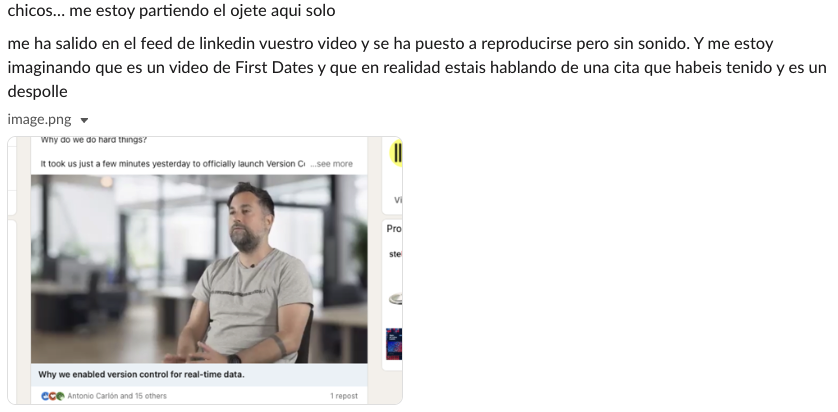 chicos... me estoy partiendo el ojete aqui solo
me ha salido en el feed de linkedin vuestro video y se ha puesto a reproducirse pero sin sonido. Y me estoy
imaginando que es un video de First Dates y que en realidad estais hablando de una cita que habeis tenido y es un
despolle
image.png
Why do we do hard things?
It took us just a few minutes yesterday to officially launch Version Co ...see more
Vi
Pro
ste
Why we enabled version control for real-time data.
Antonio Carlón and 15 others
1 repost